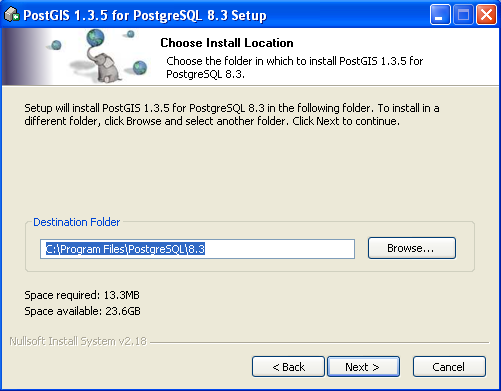 PostGIS 1.3.5 for PostgreSQL 8.3 Setup
Choose Install Location
Choose the folder in which to install PostGIS 1.3.5 for
PostgreSQL 8.3.
Setup will install PostGIS 1.3.5 for PostgreSQL 8.3 in the following folder. To install in a
different folder, click Browse and select another folder. Click Next to continue.
Destination Folder
C:\Program Files\PostgreSQL\8.3
Browse...
Space required: 13.3MB
Space available: 23.6GB
Nullsoft Install System v2.18
< Back
Next >
Cancel